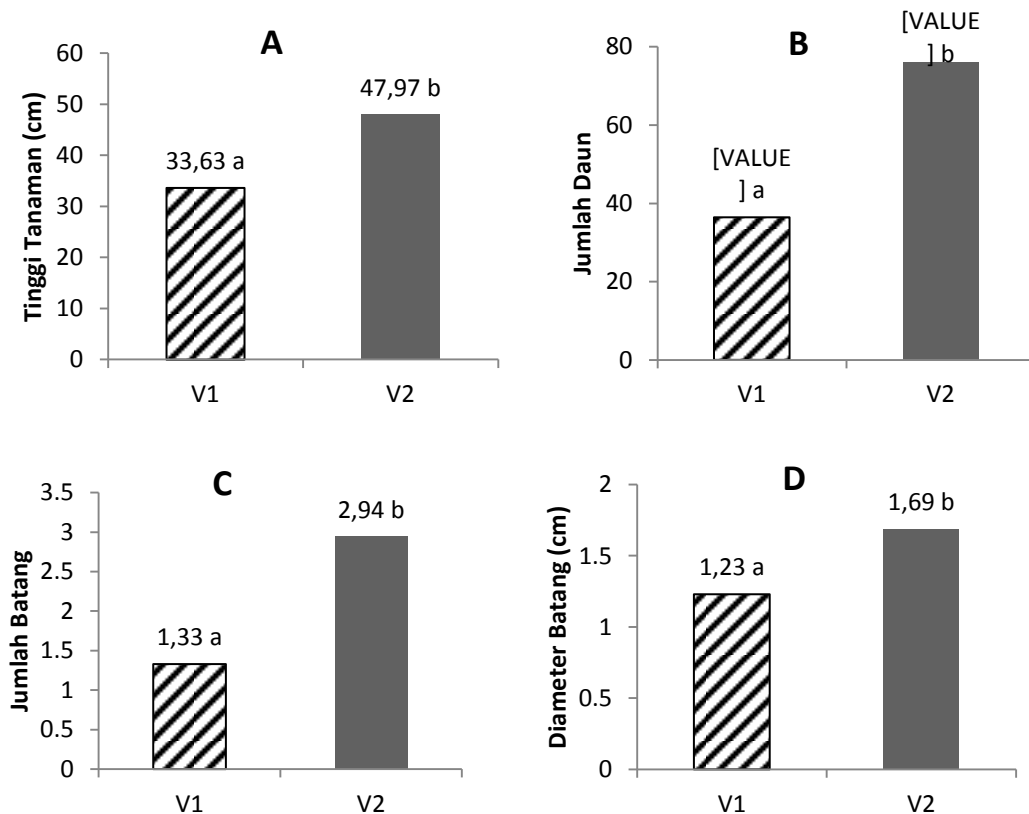 A
Tinggi Tanaman (cm)
60
50
40
30
20
10
0
33,63 a
47,97 b
V1
V2
B
Jumlah Daun
80
60
40
20
0
[VALUE
] a
[VALUE
] b
V1
V2
C
Jumlah Batang
3.5
3
2.5
2
1.5
1
0.5
0
1,33 a
2,94 b
V1
V2
D
Diameter Batang (cm)
2
1.5
1
0.5
0
1,23 a
1,69 b
V1
V2